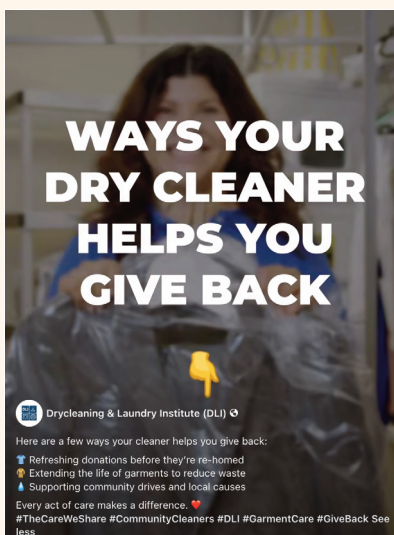 WAYS YOUR
DRY CLEANER
HELPS YOU
GIVE BACK
👇
Drycleaning & Laundry Institute (DLI)
Here are a few ways your cleaner helps you give back:
👕 Refreshing donations before they're re-homed
🧥 Extending the life of garments to reduce waste
💧 Supporting community drives and local causes
Every act of care makes a difference. ❤️
#TheCareWeShare #CommunityCleaners #DLI #GarmentCare #GiveBack See
less